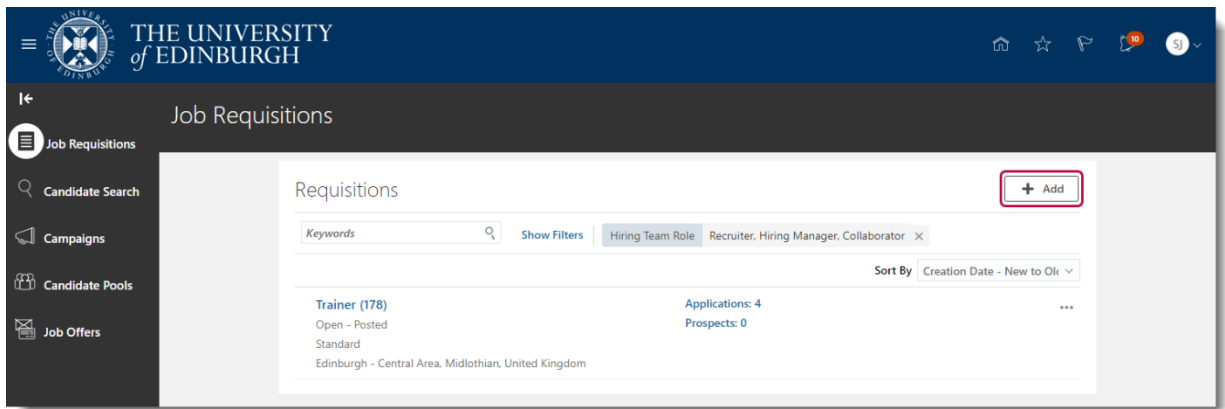 THE UNIVERSITY
of EDINBURGH
10
SJ
Job Requisitions
Job Requisitions
Candidate Search
Campaigns
Candidate Pools
Job Offers
Requisitions
+ Add
Keywords
Show Filters
Hiring Team Role Recruiter, Hiring Manager, Collaborator ×
Sort By Creation Date - New to Ol
Trainer (178)
Applications: 4
Open - Posted
Prospects: 0
Standard
Edinburgh - Central Area, Midlothian, United Kingdom